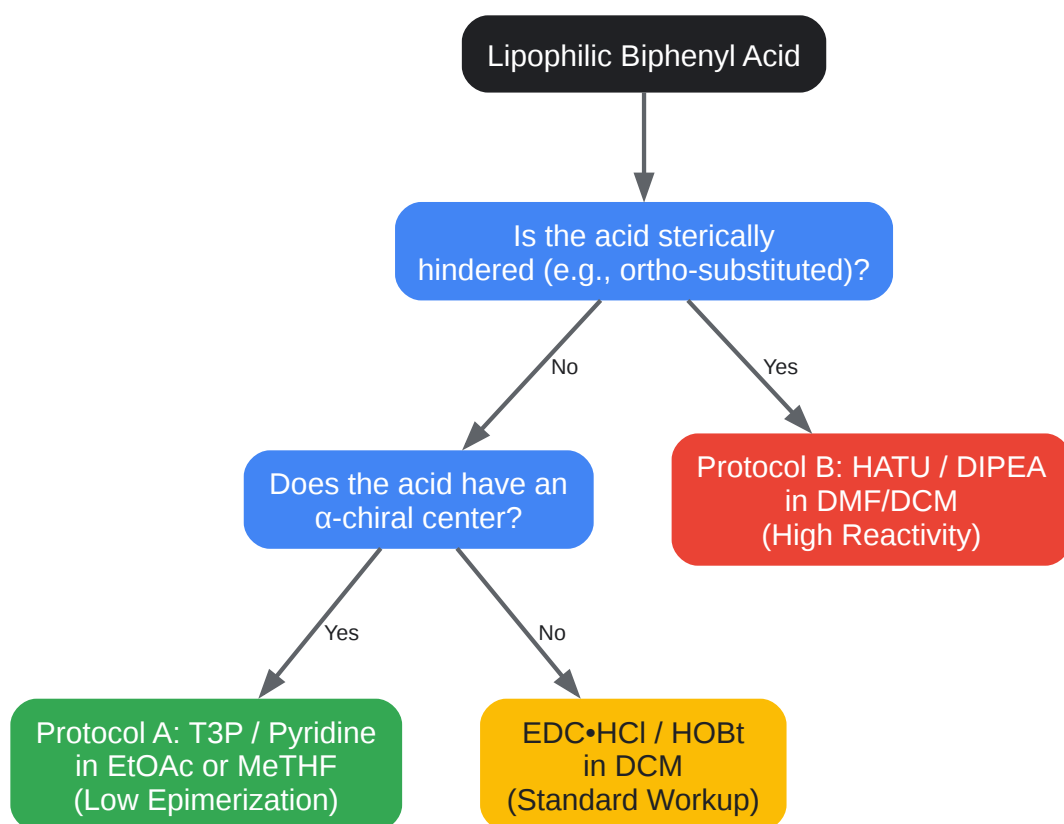 Lipophilic Biphenyl Acid
Is the acid sterically
hindered (e.g., ortho-substituted)?
No
Yes
Does the acid have an
α-chiral center?
Protocol B: HATU / DIPEA
in DMF/DCM
(High Reactivity)
Yes
No
Protocol A: T3P / Pyridine
in EtOAc or MeTHF
(Low Epimerization)
EDC•HCl / HOBt
in DCM
(Standard Workup)